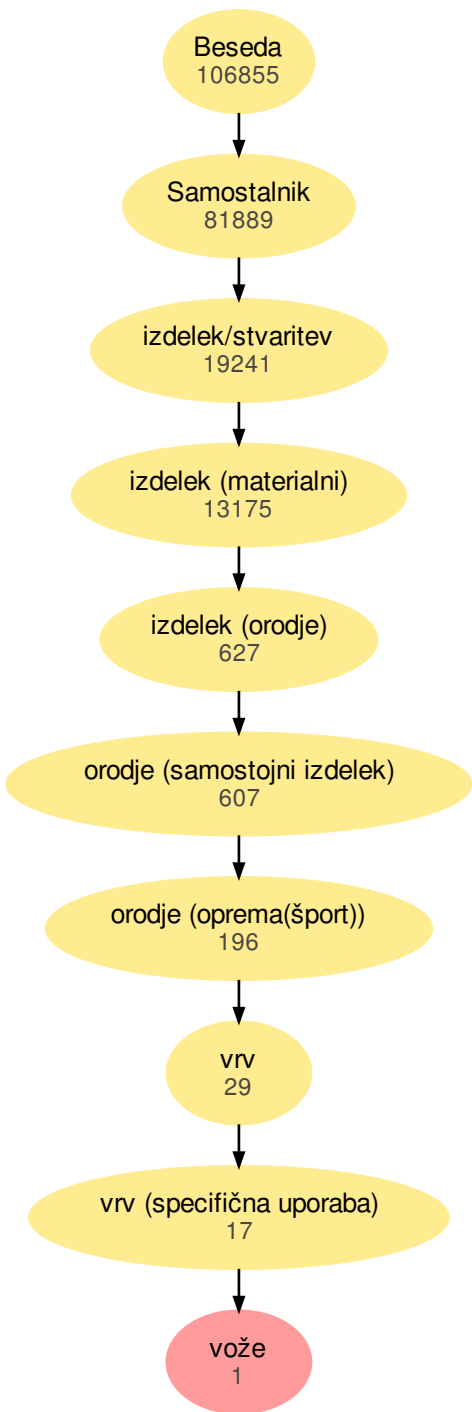 Beseda
106855
Samostalnik
81889
izdelek/stvaritev
19241
izdelek (materialni)
13175
izdelek (orodje)
627
orodje (samostojni izdelek)
607
orodje (oprema(šport))
196
vrv
29
vrv (specifična uporaba)
17
vože
1